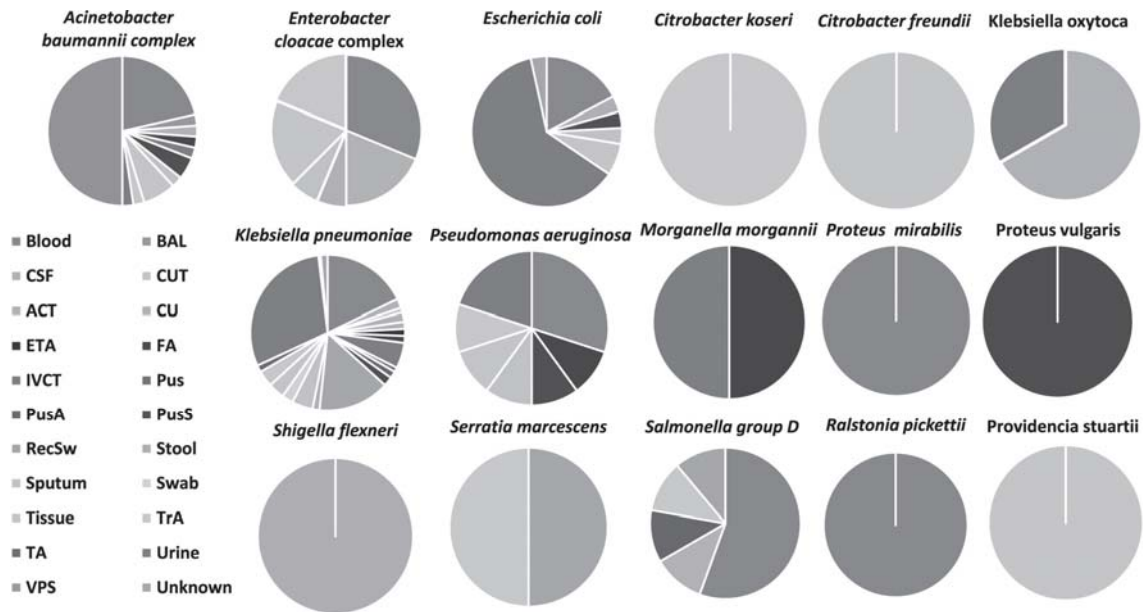 Acinetobacter
baumannii complex
Enterobacter
cloacae complex
Escherichia coli
Citrobacter koseri
Citrobacter freundii
Klebsiella oxytoca
Blood
BAL
CSF
CUT
ACT
CU
ETA
FA
IVCT
Pus
PusA
PusS
RecSw
Stool
Sputum
Swab
Tissue
TrA
TA
Urine
VPS
Unknown
Klebsiella pneumoniae
Pseudomonas aeruginosa
Morganella morgannii
Proteus mirabilis
Proteus vulgaris
Shigella flexneri
Serratia marcescens
Salmonella group D
Ralstonia pickettii
Providencia stuartii